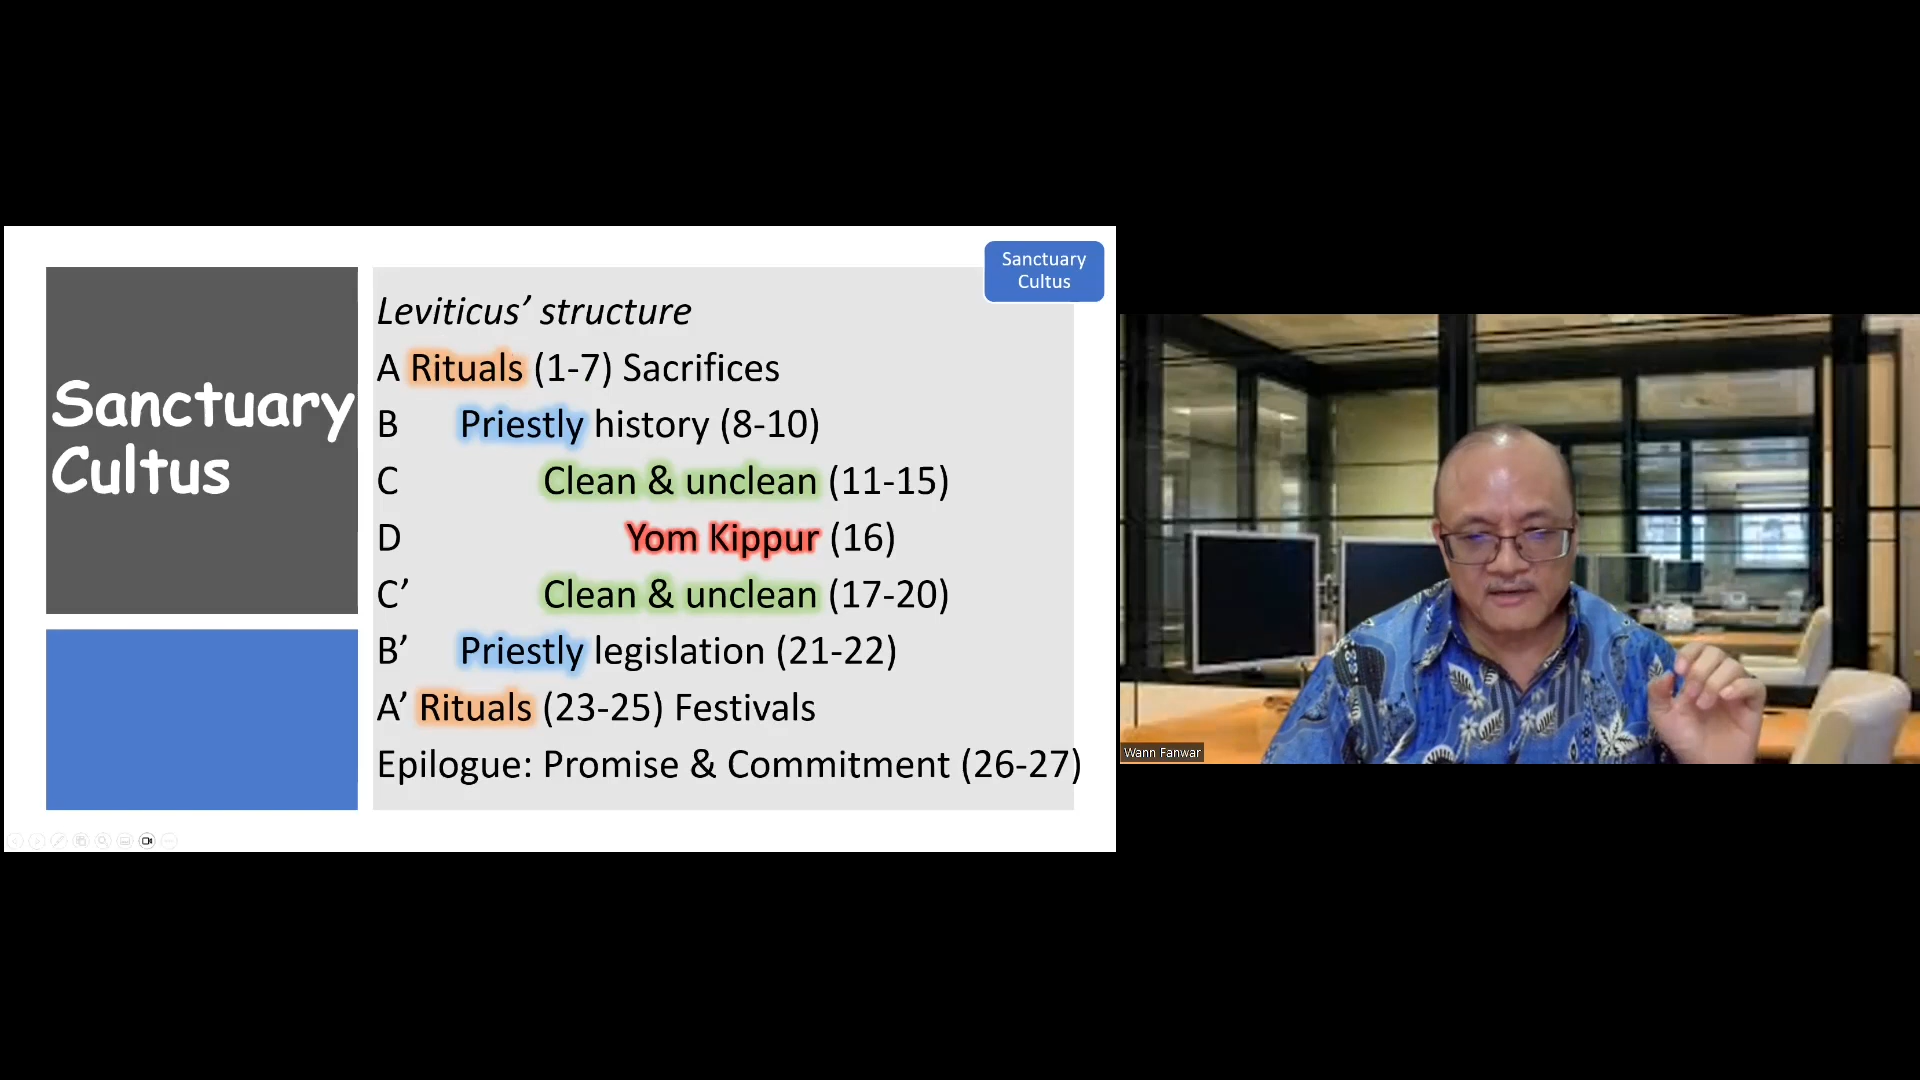 Sanctuary
Cultus
Sanctuary
Cultus
Leviticus’ structure
A Rituals (1-7) Sacrifices
B Priestly history (8-10)
C Clean & unclean (11-15)
D Yom Kippur (16)
C’ Clean & unclean (17-20)
B’ Priestly legislation (21-22)
A’ Rituals (23-25) Festivals
Epilogue: Promise & Commitment (26-27)
Wann Fanwar